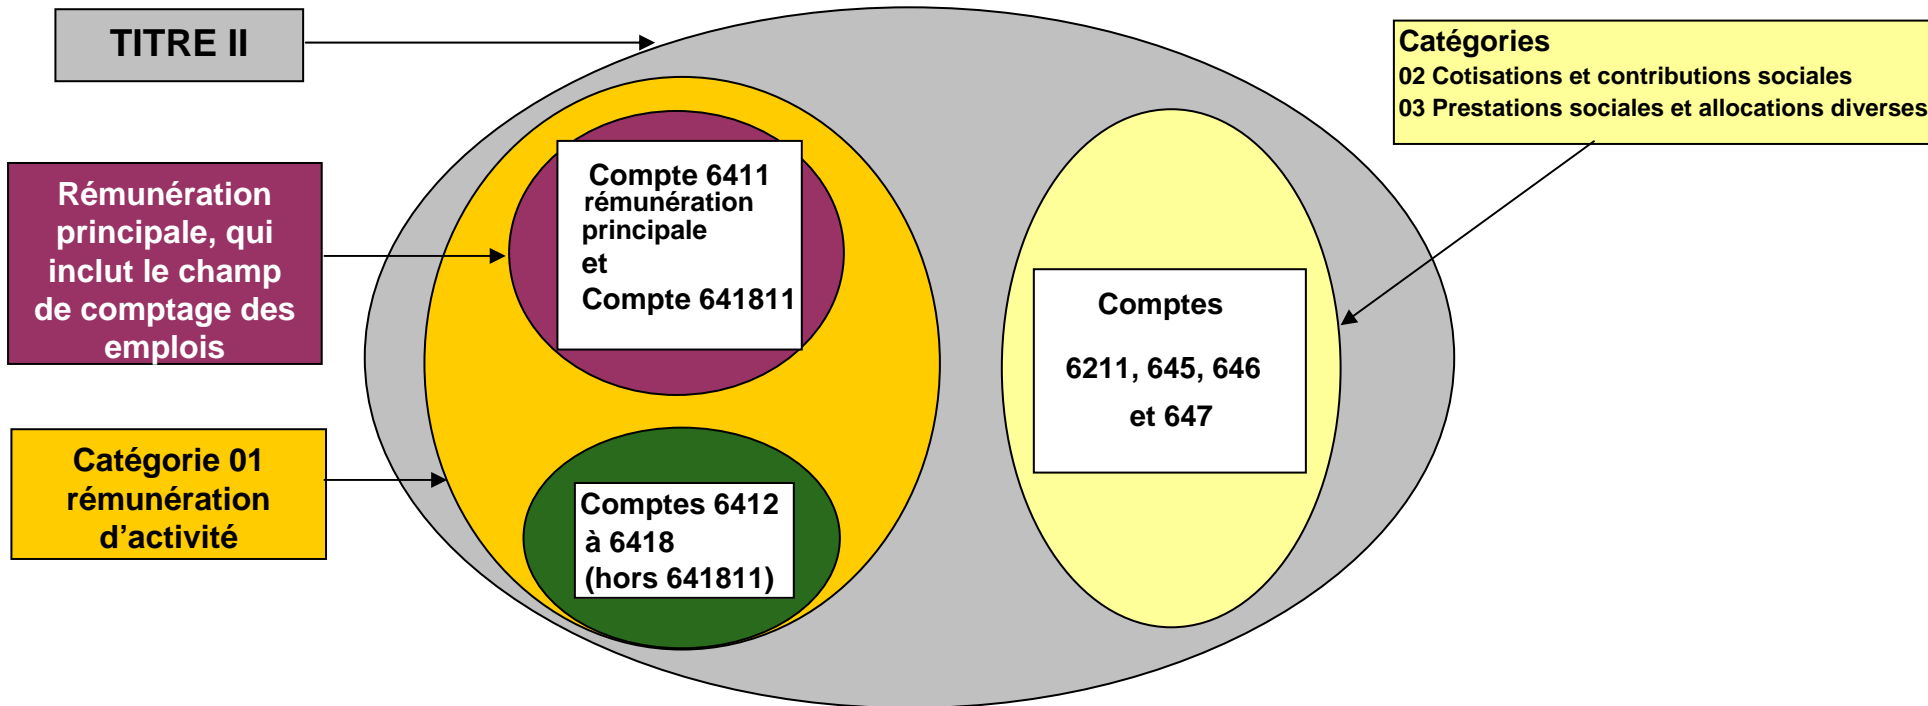 TITRE II
Catégories
02 Cotisations et contributions sociales
03 Prestations sociales et allocations diverses
Rémunération
principale, qui
inclut le champ
de comptage des
emplois
Compte 6411
rémunération
principale
et
Compte 641811
Comptes
6211, 645, 646
et 647
Catégorie 01
rémunération
d’activité
Comptes 6412
à 6418
(hors 641811)